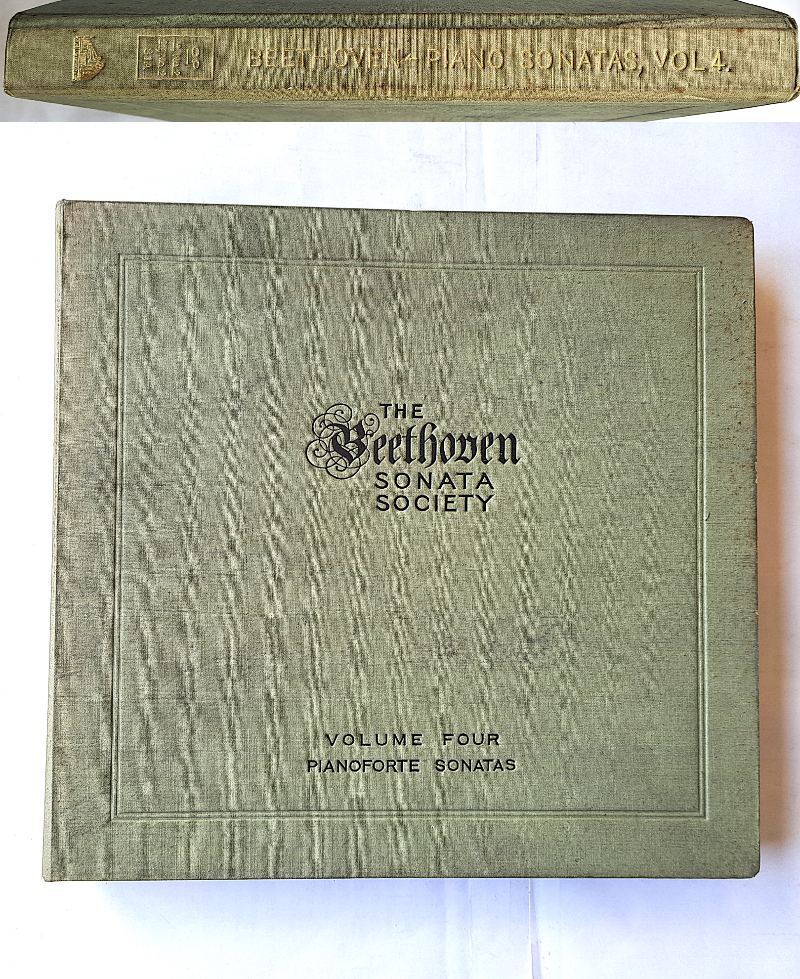 BEETHOVEN - PIANO SONATAS, VOL 4.
THE
Beethoven
SONATA
SOCIETY
VOLUME FOUR
PIANOFORTE SONATAS